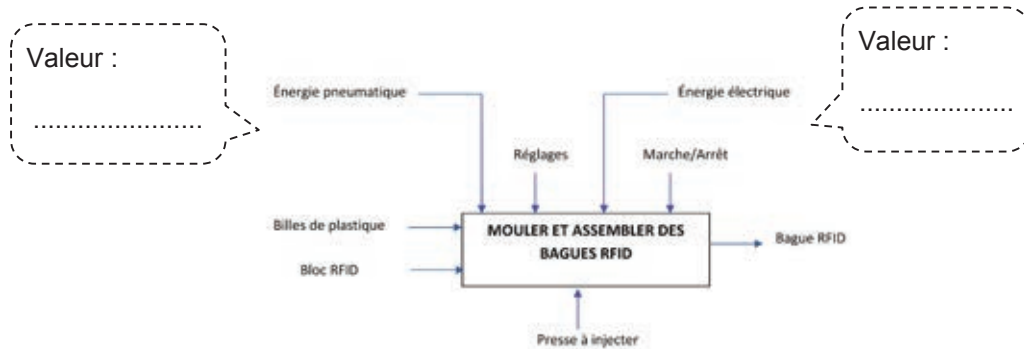 Valeur :
........................
Valeur :
......................
Énergie pneumatique
Énergie électrique
Réglages
Marche/Arrêt
Billes de plastique
MOULER ET ASSEMBLER DES
BAGUES RFID
Bague RFID
Bloc RFID
Presse à injecter